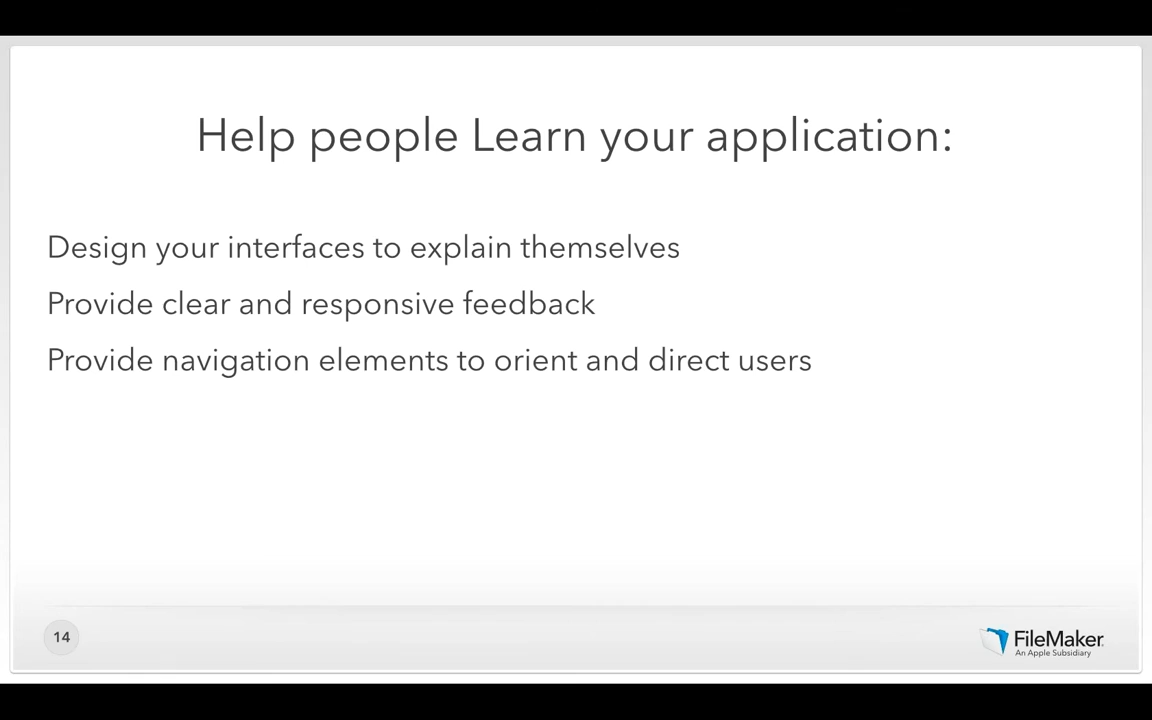 Help people Learn your application:
Design your interfaces to explain themselves
Provide clear and responsive feedback
Provide navigation elements to orient and direct users
14
FileMaker
An Apple Subsidiary